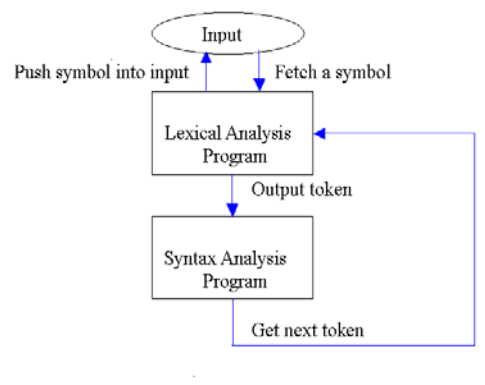 Input
Push symbol into input
Fetch a symbol
Lexical Analysis
Program
Output token
Syntax Analysis
Program
Get next token